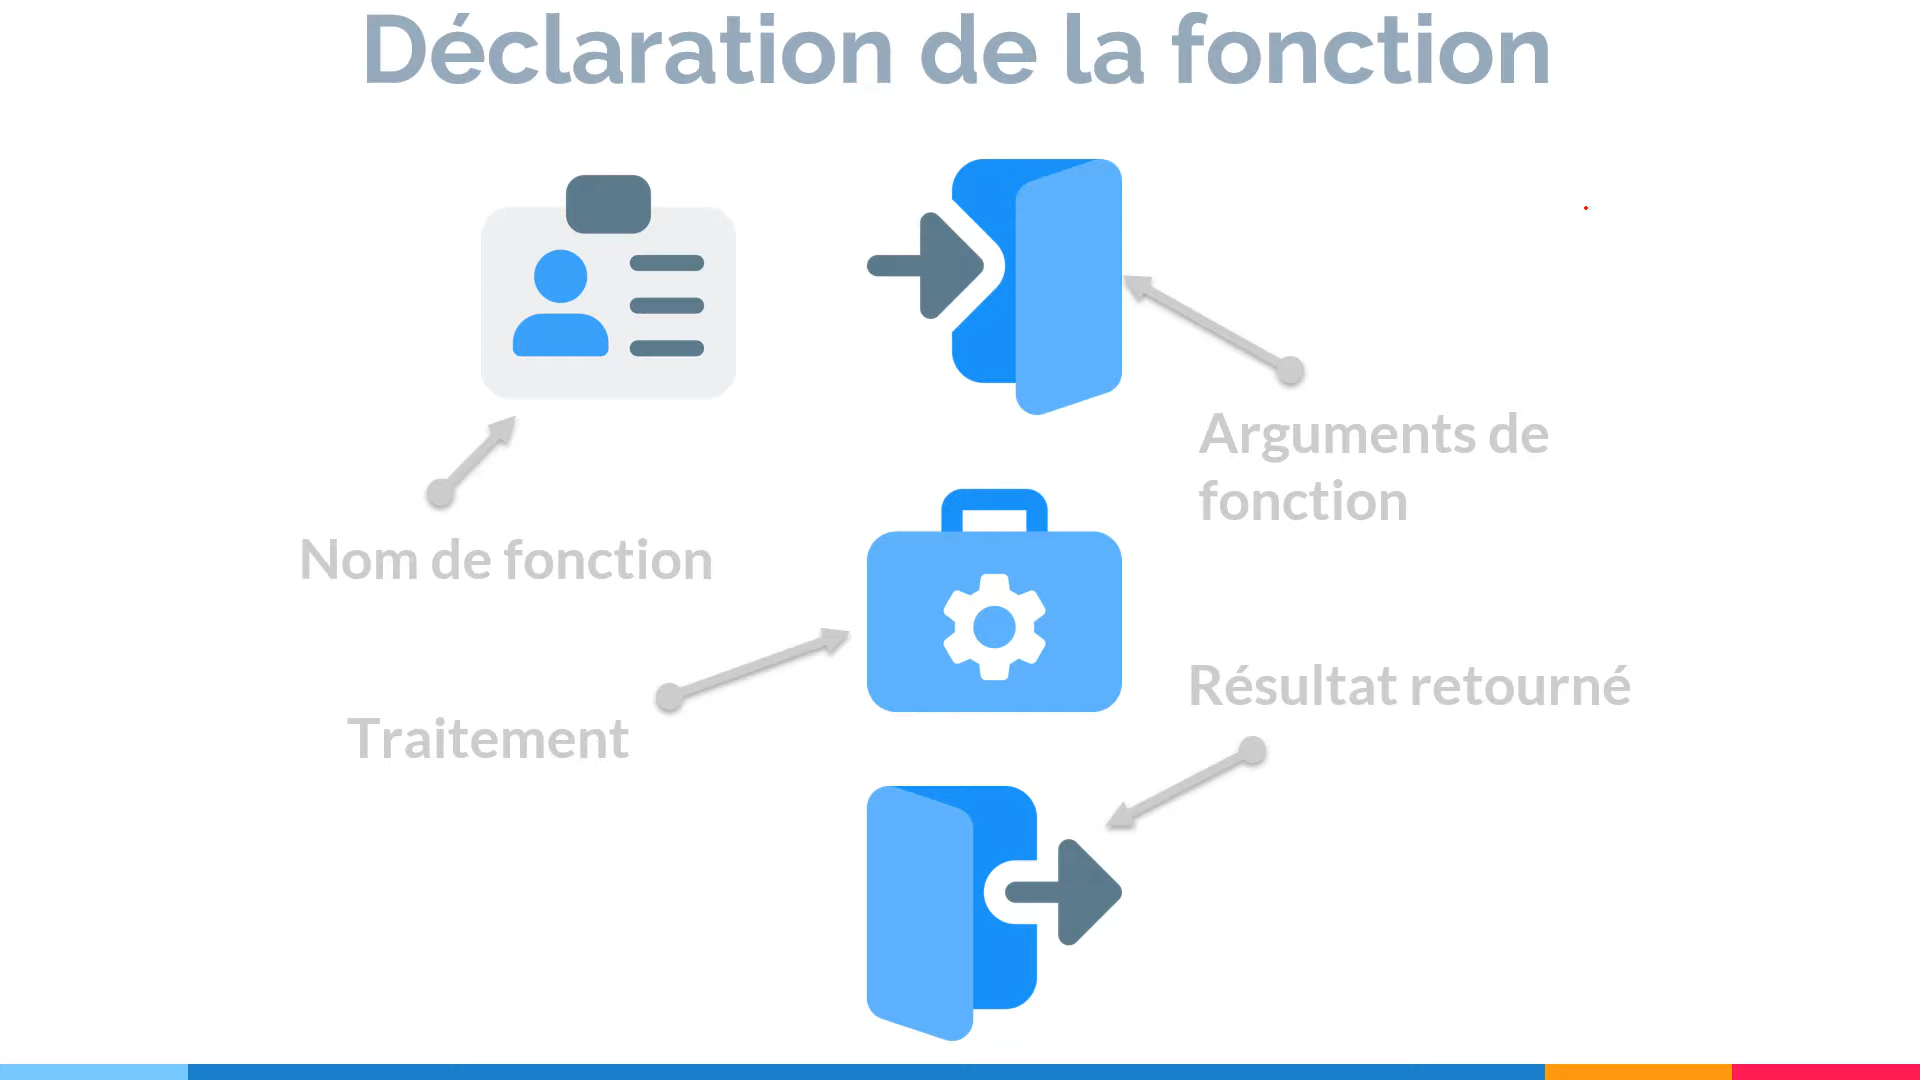 Déclaration de la fonction
Arguments de
fonction
Nom de fonction
Résultat retourné
Traitement